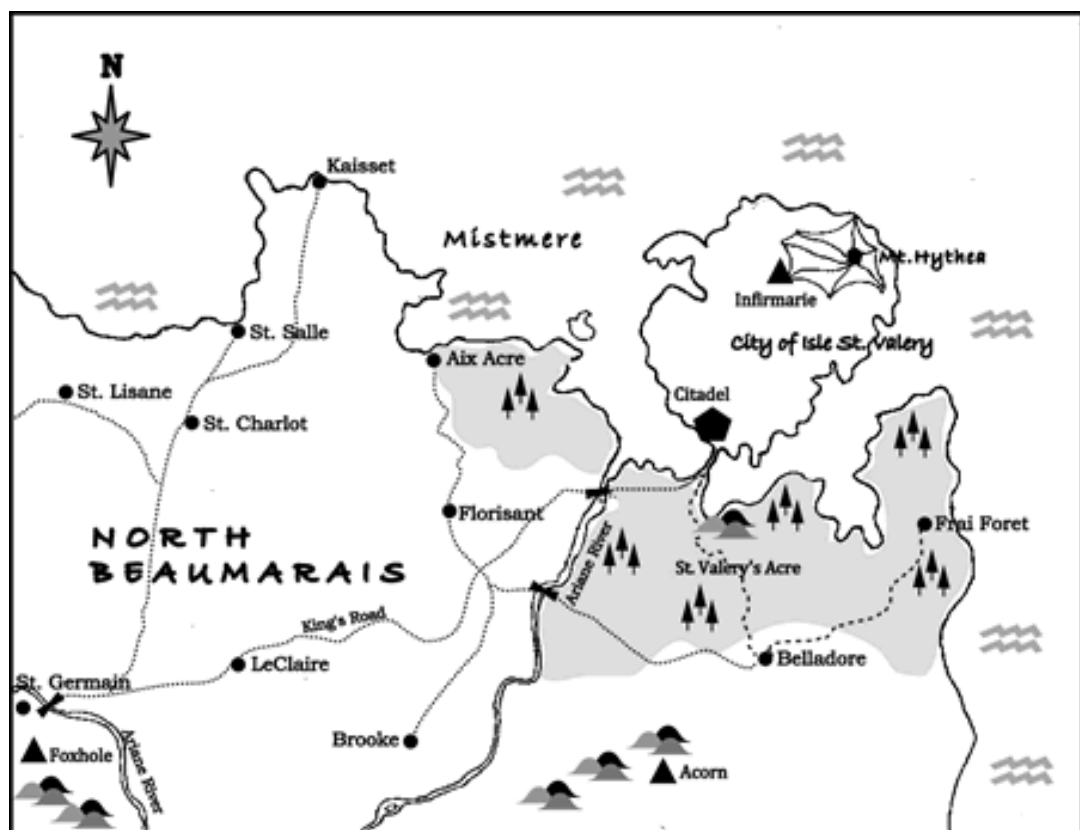 N
Kaisset
Mistmere
Mt. Hythea
Infirmarie
St. Salle
City of Isle St. Valery
Aix Acre
St. Lisane
Citadel
St. Charlot
Florisant
Frai Foret
NORTH
BEAUMARAIS
Ariane River
St. Valery's Acre
King's Road
LeClaire
Belladore
St. Germain
Brooke
Foxhole
Ariane River
Acorn